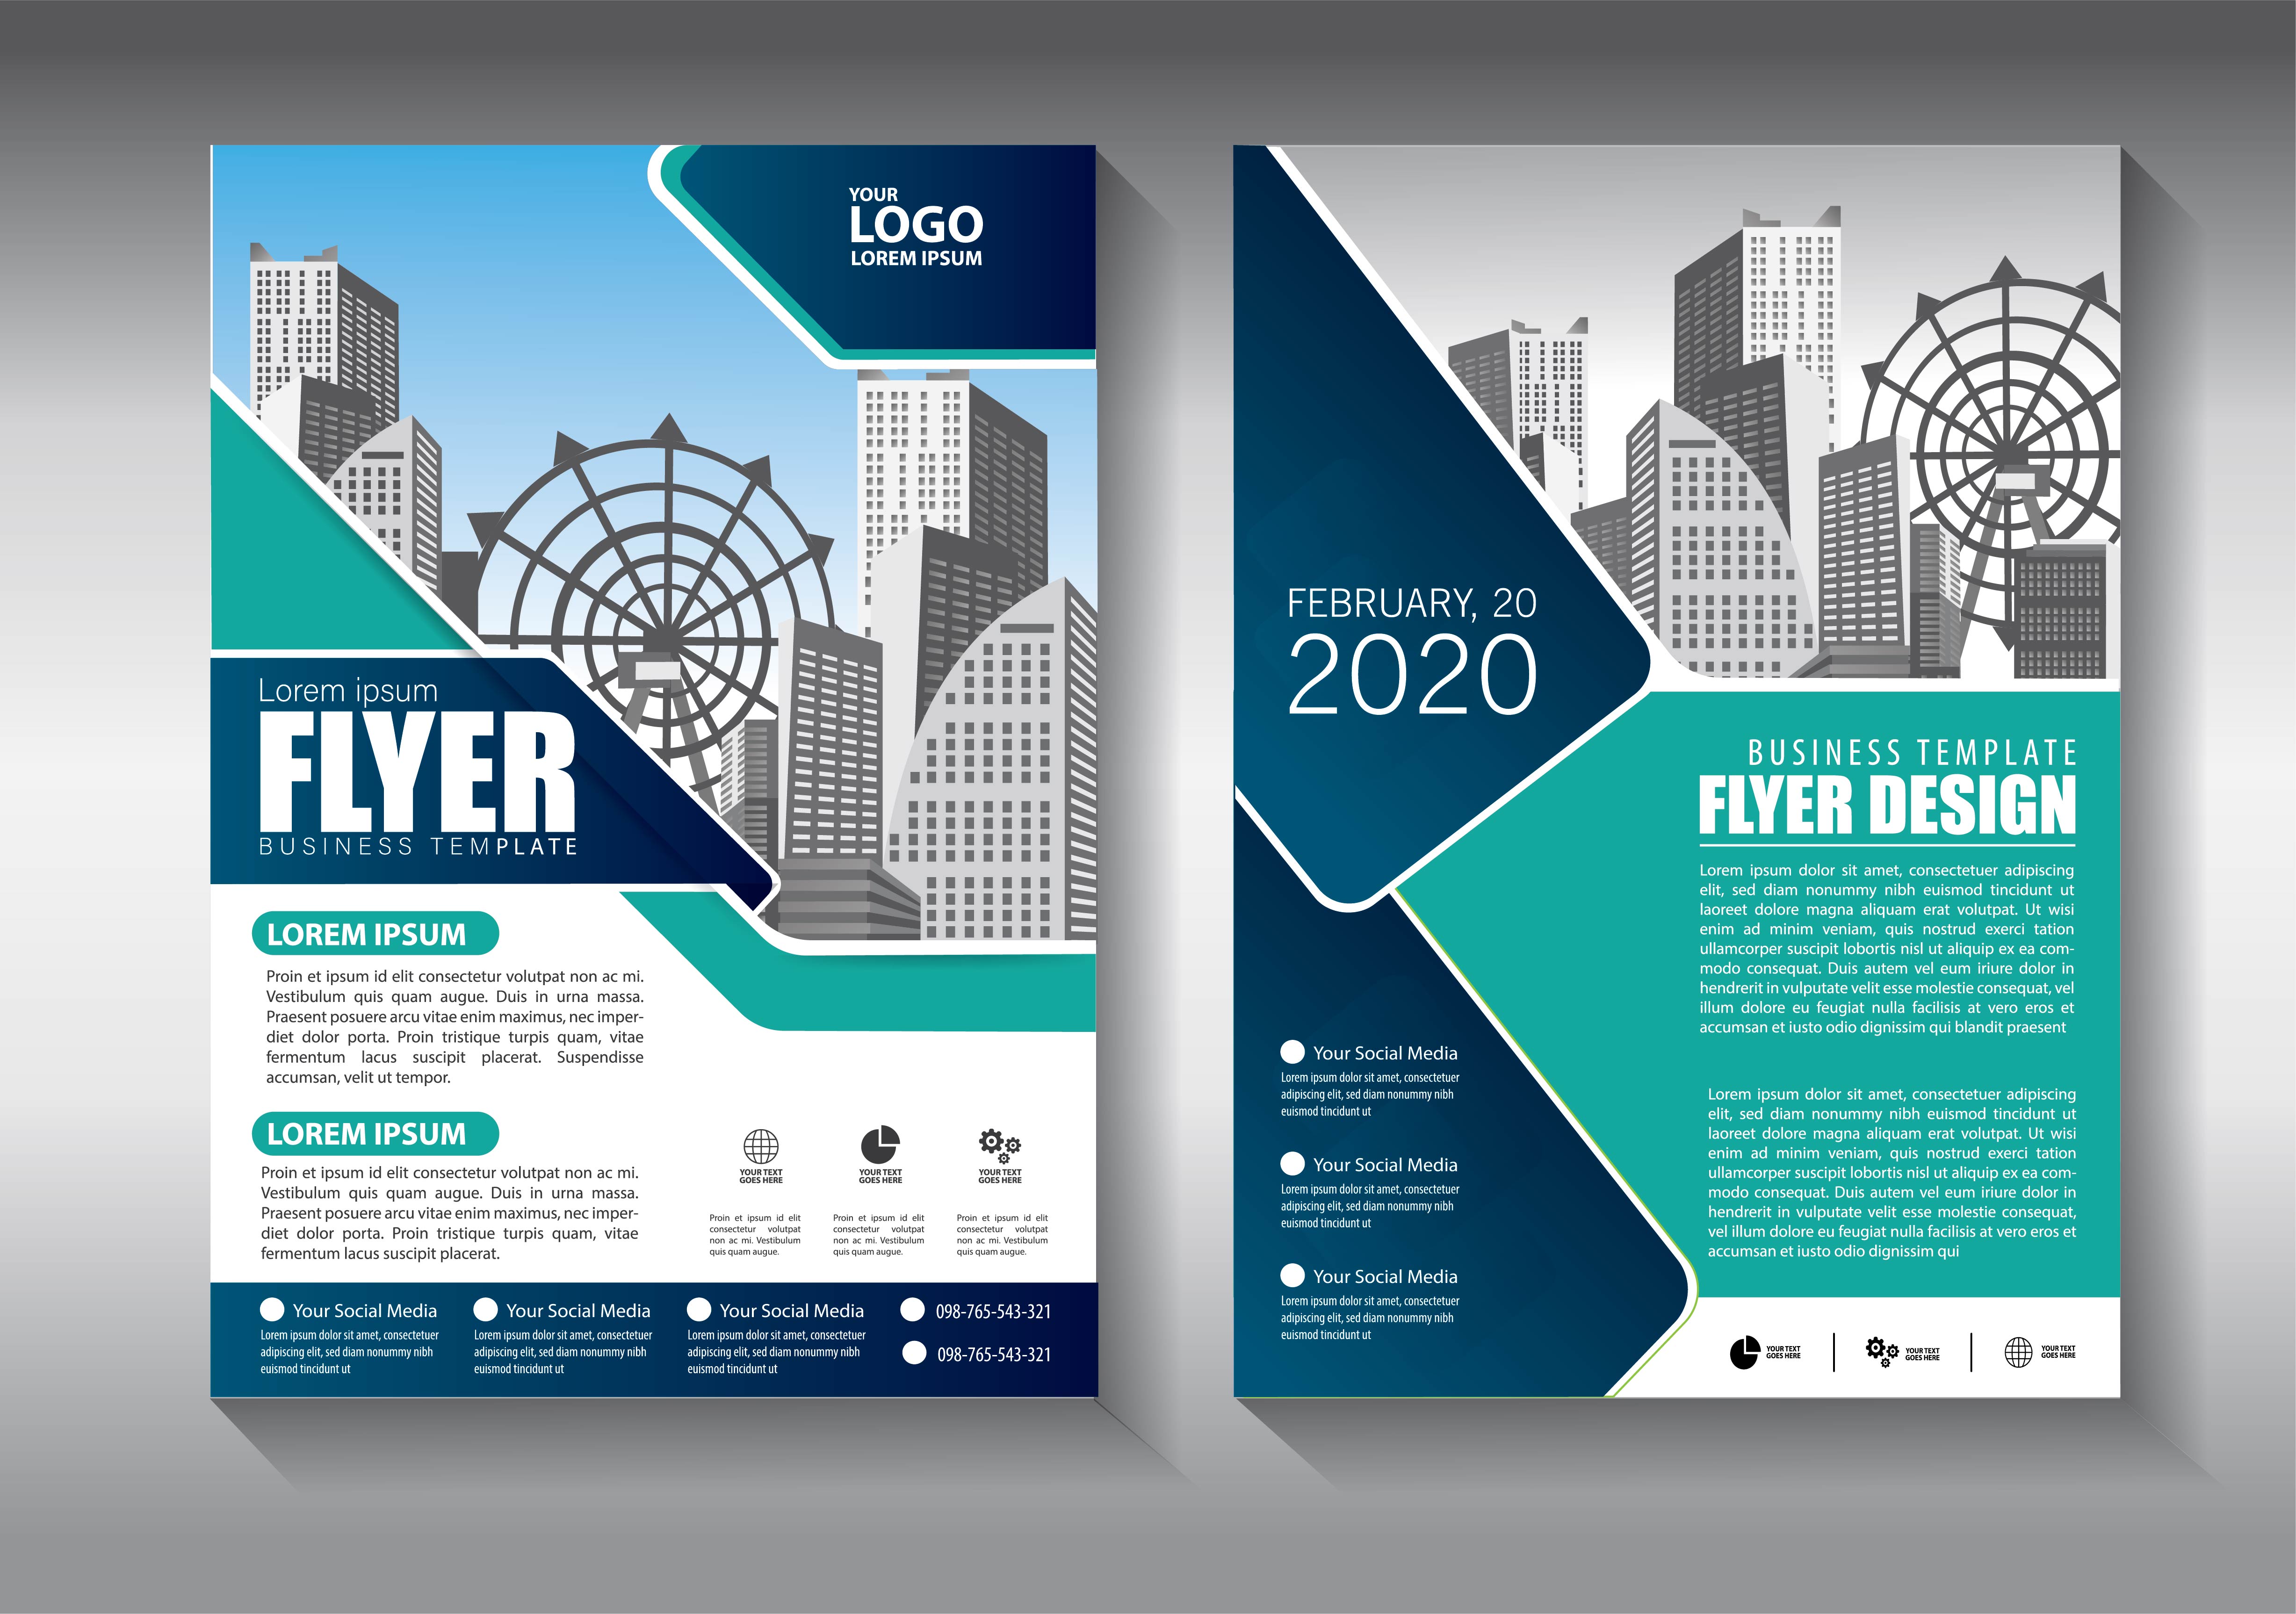 YOUR
LOGO
LOREM IPSUM
Lorem ipsum
FLYER
BUSINESS TEMPLATE
LOREM IPSUM
Proin et ipsum id elit consectetur volutpat non ac mi.
Vestibulum quis quam augue. Duis in urna massa.
Praesent posuere arcu vitae enim maximus, nec imper-
diet dolor porta. Proin tristique turpis quam, vitae
fermentum lacus suscipit placerat. Suspendisse
accumsan, velit ut tempor.
LOREM IPSUM
Proin et ipsum id elit consectetur volutpat non ac mi.
Vestibulum quis quam augue. Duis in urna massa.
Praesent posuere arcu vitae enim maximus, nec imper-
diet dolor porta. Proin tristique turpis quam, vitae
fermentum lacus suscipit placerat.
YOUR TEXT
GOES HERE
Proin et ipsum id elit
consectetur volutpat
non ac mi. Vestibulum
quis quam augue.
YOUR TEXT
GOES HERE
Proin et ipsum id elit
consectetur volutpat
non ac mi. Vestibulum
quis quam augue.
YOUR TEXT
GOES HERE
Proin et ipsum id elit
consectetur volutpat
non ac mi. Vestibulum
quis quam augue.
Your Social Media
Lorem ipsum dolor sit amet, consectetuer
adipiscing elit, sed diam nonummy nibh
euismod tincidunt ut
Your Social Media
Lorem ipsum dolor sit amet, consectetuer
adipiscing elit, sed diam nonummy nibh
euismod tincidunt ut
Your Social Media
Lorem ipsum dolor sit amet, consectetuer
adipiscing elit, sed diam nonummy nibh
euismod tincidunt ut
098-765-543-321
098-765-543-321
FEBRUARY, 20
2020
BUSINESS TEMPLATE
FLYER DESIGN
Lorem ipsum dolor sit amet, consectetuer adipiscing
elit, sed diam nonummy nibh euismod tincidunt ut
laoreet dolore magna aliquam erat volutpat. Ut wisi
enim ad minim veniam, quis nostrud exerci tation
ullamcorper suscipit lobortis nisl ut aliquip ex ea com-
modo consequat. Duis autem vel eum iriure dolor in
hendrerit in vulputate velit esse molestie consequat, vel
illum dolore eu feugiat nulla facilisis at vero eros et
accumsan et iusto odio dignissim qui blandit praesent
Lorem ipsum dolor sit amet, consectetuer adipiscing
elit, sed diam nonummy nibh euismod tincidunt ut
laoreet dolore magna aliquam erat volutpat. Ut wisi
enim ad minim veniam, quis nostrud exerci tation
ullamcorper suscipit lobortis nisl ut aliquip ex ea com-
modo consequat. Duis autem vel eum iriure dolor in
hendrerit in vulputate velit esse molestie consequat,
vel illum dolore eu feugiat nulla facilisis at vero eros et
accumsan et iusto odio dignissim qui
Your Social Media
Lorem ipsum dolor sit amet, consectetuer
adipiscing elit, sed diam nonummy nibh
euismod tincidunt ut
Your Social Media
Lorem ipsum dolor sit amet, consectetuer
adipiscing elit, sed diam nonummy nibh
euismod tincidunt ut
Your Social Media
Lorem ipsum dolor sit amet, consectetuer
adipiscing elit, sed diam nonummy nibh
euismod tincidunt ut
YOUR TEXT
GOES HERE
YOUR TEXT
GOES HERE
YOUR TEXT
GOES HERE